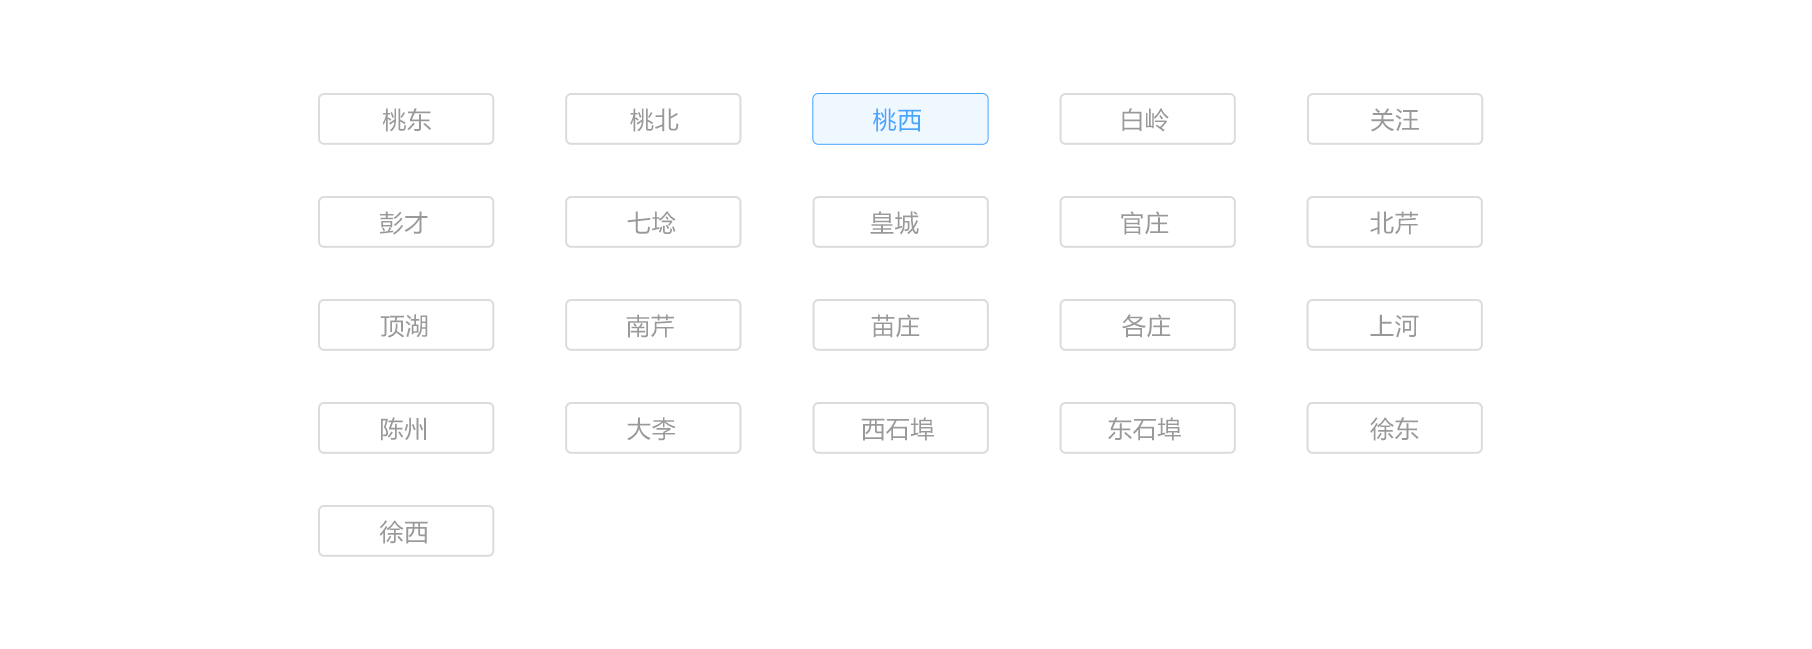 桃东 桃北 桃西 白岭 关汪
彭才 七埝 皇城 官庄 北芹
顶湖 南芹 苗庄 各庄 上河
陈州 大李 西石埠 东石埠 徐东
徐西